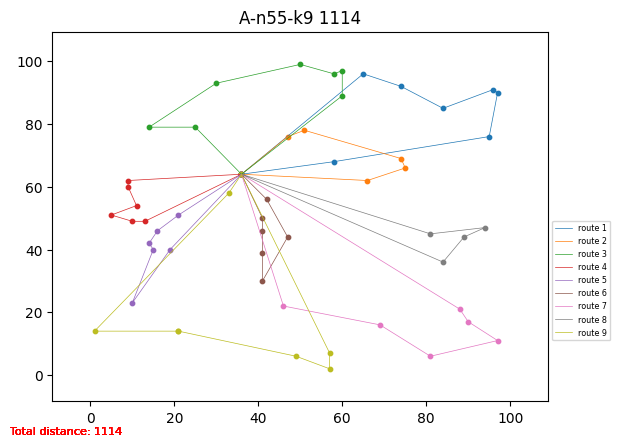 A-n55-k9 1114
100
80
60
40
20
0
0 20 40 60 80 100
route 1
route 2
route 3
route 4
route 5
route 6
route 7
route 8
route 9
Total distance: 1114